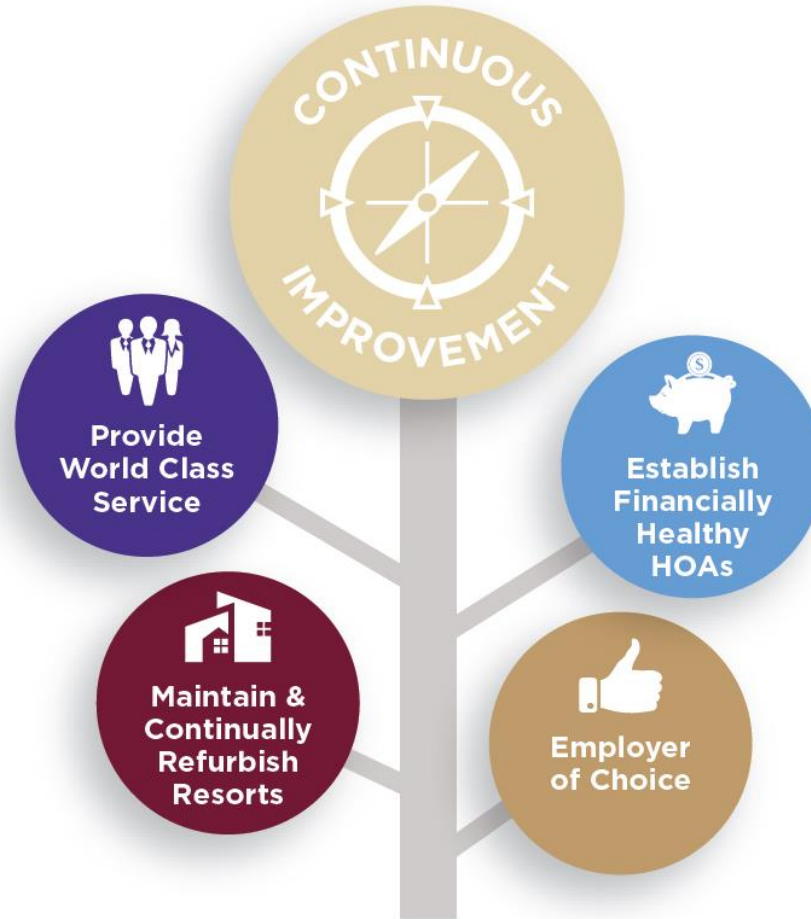 CONTINUOUS
IMPROVEMENT
Provide
World Class
Service
$
Establish
Financially
Healthy
HOAs
Maintain &
Continually
Refurbish
Resorts
Employer
of Choice